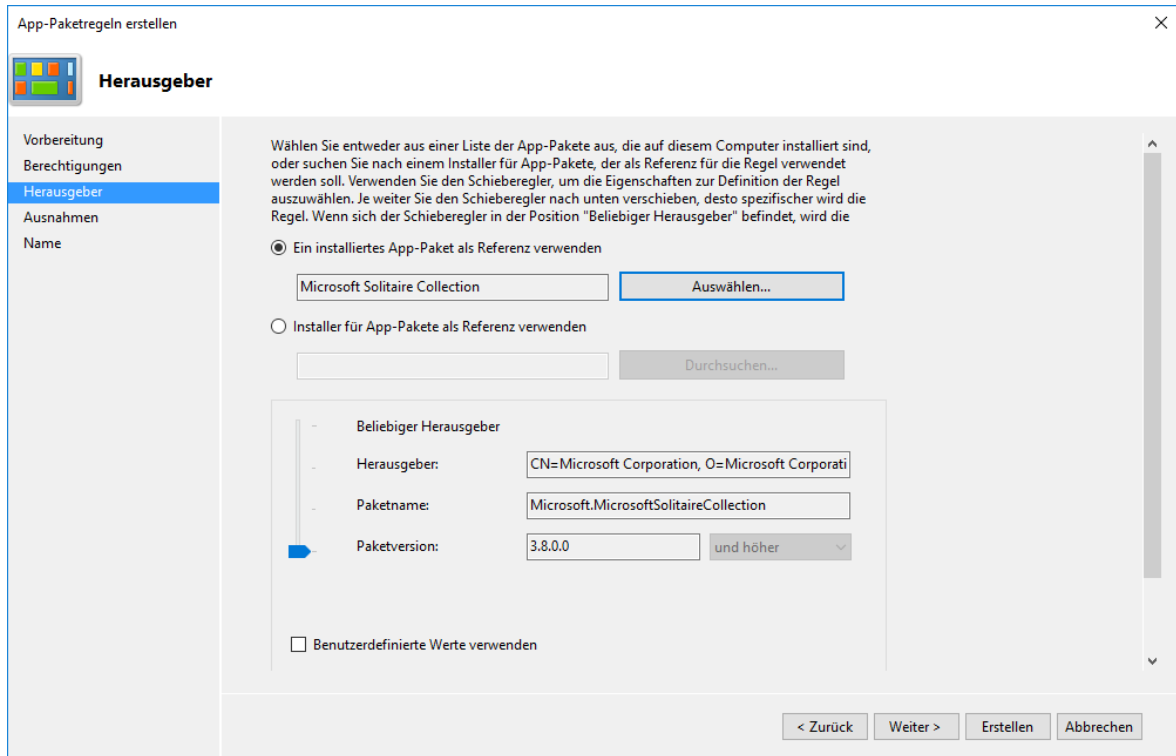 App-Paketregeln erstellen
Herausgeber
Vorbereitung
Berechtigungen
Herausgeber
Ausnahmen
Name
Wählen Sie entweder aus einer Liste der App-Pakete aus, die auf diesem Computer installiert sind,
oder suchen Sie nach einem Installer für App-Pakete, der als Referenz für die Regel verwendet
werden soll. Verwenden Sie den Schieberegler, um die Eigenschaften zur Definition der Regel
auszuwählen. Je weiter Sie den Schieberegler nach unten verschieben, desto spezifischer wird die
Regel. Wenn sich der Schieberegler in der Position "Beliebiger Herausgeber" befindet, wird die
Ein installiertes App-Paket als Referenz verwenden
Microsoft Solitaire Collection
Auswählen...
Installer für App-Pakete als Referenz verwenden
Durchsuchen...
Beliebiger Herausgeber
Herausgeber:
CN=Microsoft Corporation, O=Microsoft Corporati
Paketname:
Microsoft.MicrosoftSolitaireCollection
Paketversion:
3.8.0.0
und höher
Benutzerdefinierte Werte verwenden
< Zurück
Weiter >
Erstellen
Abbrechen